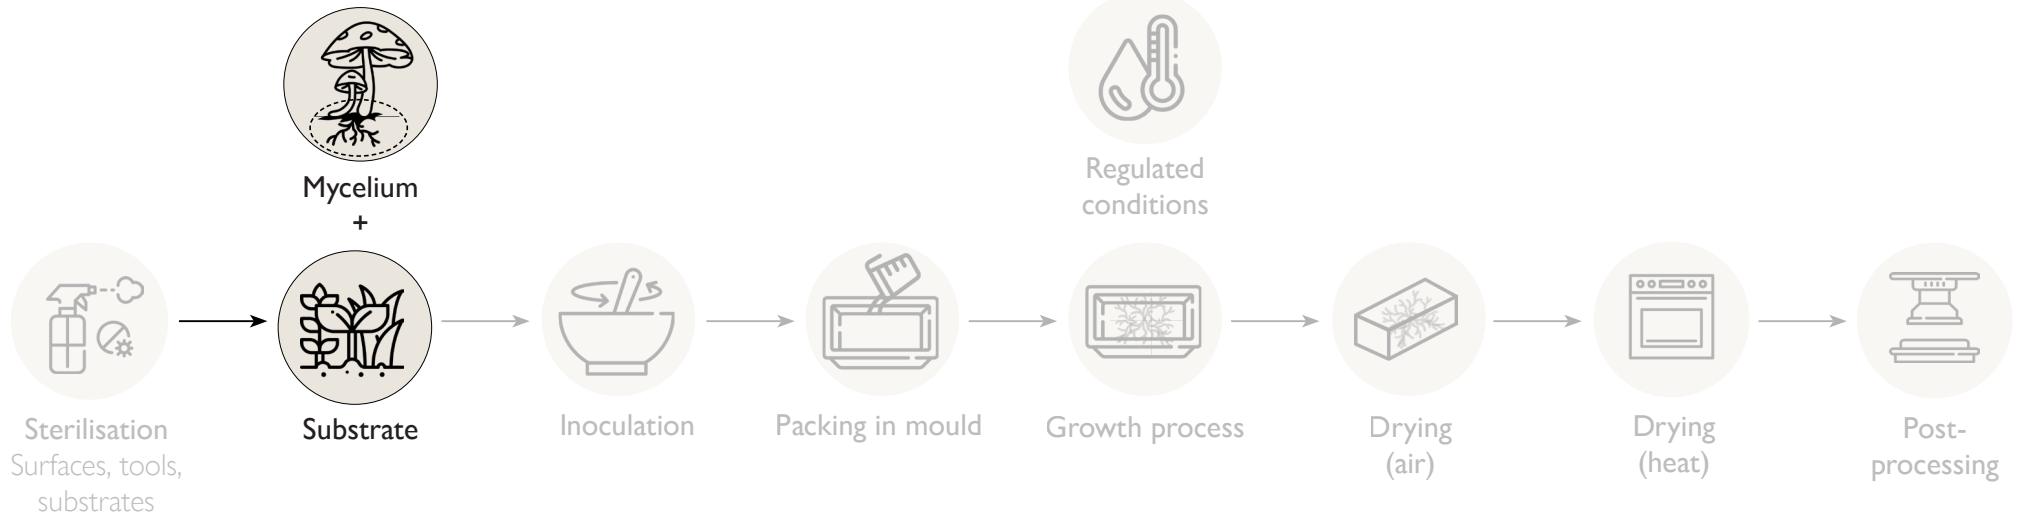 Mycelium
+
Substrate
Regulated
conditions
Sterilisation
Surfaces, tools,
substrates
Inoculation
Packing in mould
Growth process
Drying
(air)
Drying
(heat)
Post-
processing